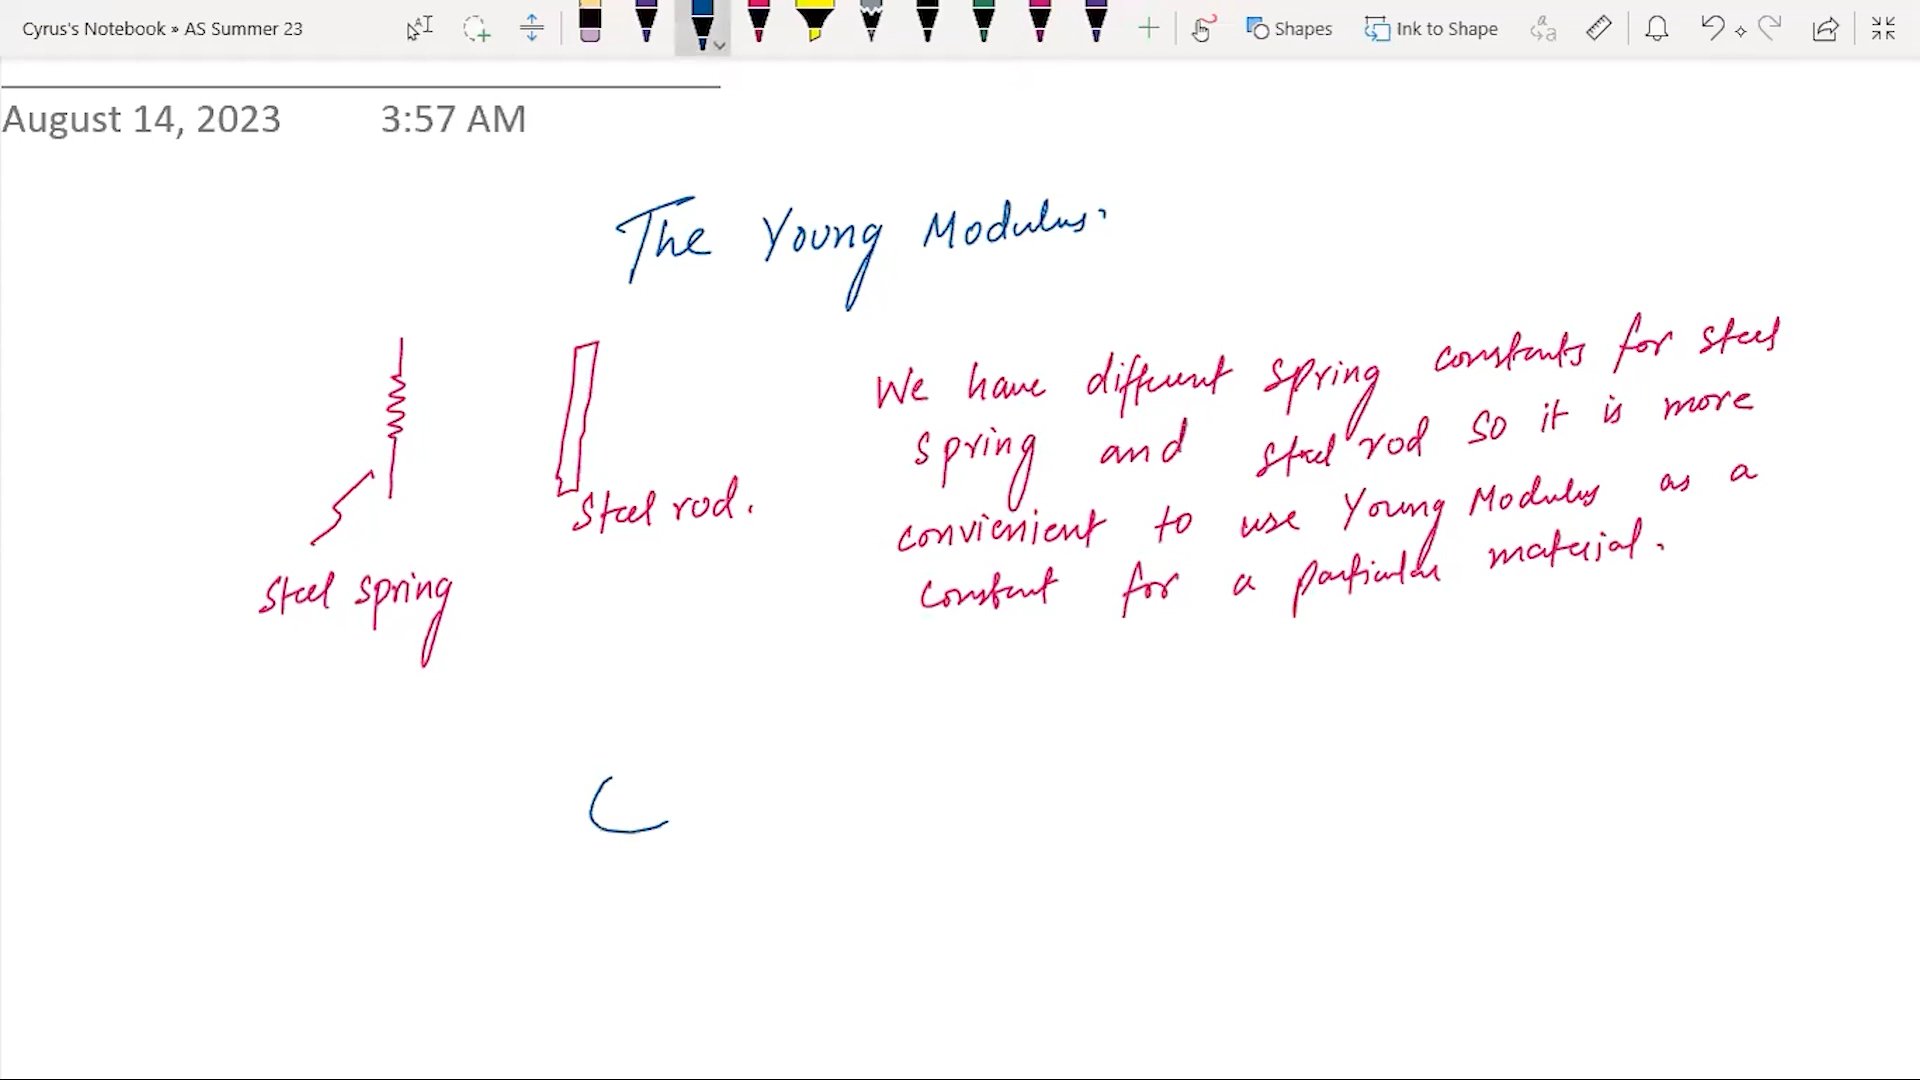 Cyrus's Notebook » AS Summer 23
Shapes
Ink to Shape
August 14, 2023 3:57 AM
The Young Modulus.
We have different spring constants for steel
spring and steel rod so it is more
convienient to use Young Modulus as a
constant for a particular material.
Steel rod.
Steel spring